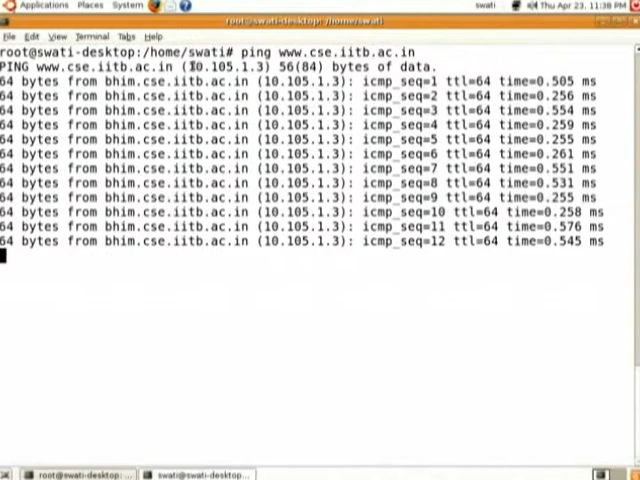 Applications Places System swati Thu Apr 23, 11:38 PM
root@swati-desktop: /home/swati
File Edit View Terminal Tabs Help
root@swati-desktop:/home/swati# ping www.cse.iitb.ac.in
PING www.cse.iitb.ac.in (10.105.1.3) 56(84) bytes of data.
64 bytes from bhim.cse.iitb.ac.in (10.105.1.3): icmp_seq=1 ttl=64 time=0.505 ms
64 bytes from bhim.cse.iitb.ac.in (10.105.1.3): icmp_seq=2 ttl=64 time=0.256 ms
64 bytes from bhim.cse.iitb.ac.in (10.105.1.3): icmp_seq=3 ttl=64 time=0.554 ms
64 bytes from bhim.cse.iitb.ac.in (10.105.1.3): icmp_seq=4 ttl=64 time=0.259 ms
64 bytes from bhim.cse.iitb.ac.in (10.105.1.3): icmp_seq=5 ttl=64 time=0.255 ms
64 bytes from bhim.cse.iitb.ac.in (10.105.1.3): icmp_seq=6 ttl=64 time=0.261 ms
64 bytes from bhim.cse.iitb.ac.in (10.105.1.3): icmp_seq=7 ttl=64 time=0.551 ms
64 bytes from bhim.cse.iitb.ac.in (10.105.1.3): icmp_seq=8 ttl=64 time=0.531 ms
64 bytes from bhim.cse.iitb.ac.in (10.105.1.3): icmp_seq=9 ttl=64 time=0.255 ms
64 bytes from bhim.cse.iitb.ac.in (10.105.1.3): icmp_seq=10 ttl=64 time=0.258 ms
64 bytes from bhim.cse.iitb.ac.in (10.105.1.3): icmp_seq=11 ttl=64 time=0.576 ms
64 bytes from bhim.cse.iitb.ac.in (10.105.1.3): icmp_seq=12 ttl=64 time=0.545 ms
root@swati-desktop: ... swati@swati-desktop...